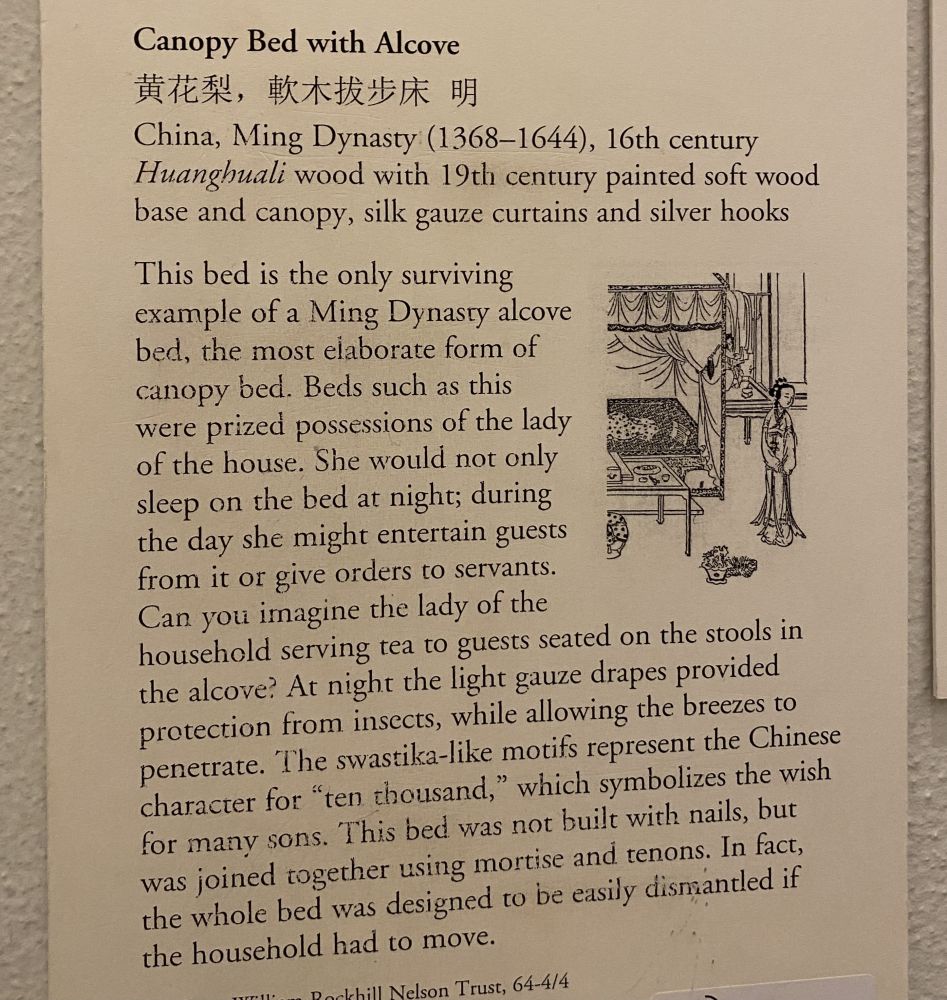 Canopy Bed with Alcove
黄花梨，軟木拔步床 明
China, Ming Dynasty (1368–1644), 16th century
Huanghuali wood with 19th century painted soft wood
base and canopy, silk gauze curtains and silver hooks
This bed is the only surviving
example of a Ming Dynasty alcove
bed, the most elaborate form of
canopy bed. Beds such as this
were prized possessions of the lady
of the house. She would not only
sleep on the bed at night; during
the day she might entertain guests
from it or give orders to servants.
Can you imagine the lady of the
household serving tea to guests seated on the stools in
the alcove? At night the light gauze drapes provided
protection from insects, while allowing the breezes to
penetrate. The swastika-like motifs represent the Chinese
character for “ten thousand,” which symbolizes the wish
for many sons. This bed was not built with nails, but
was joined together using mortise and tenons. In fact,
the whole bed was designed to be easily dismantled if
the household had to move.
William Rockhill Nelson Trust, 64-4/4